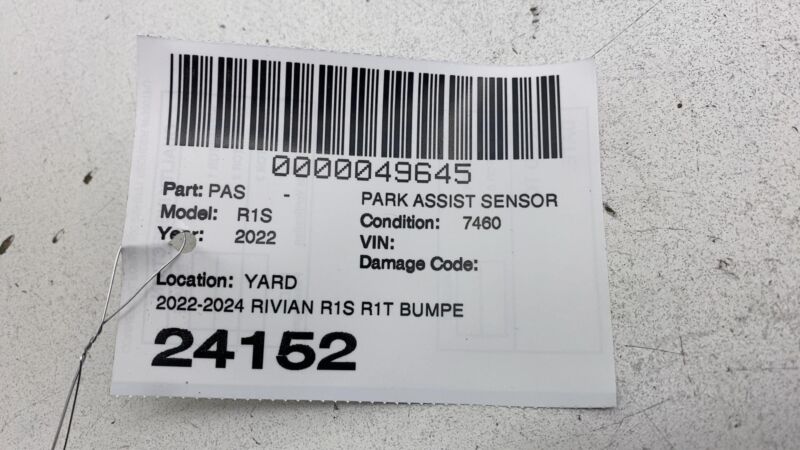 0000049645
Part: PAS - PARK ASSIST SENSOR
Model: R1S Condition: 7460
Year: 2022 VIN:
Damage Code:
Location: YARD
2022-2024 RIVIAN R1S R1T BUMPE
24152